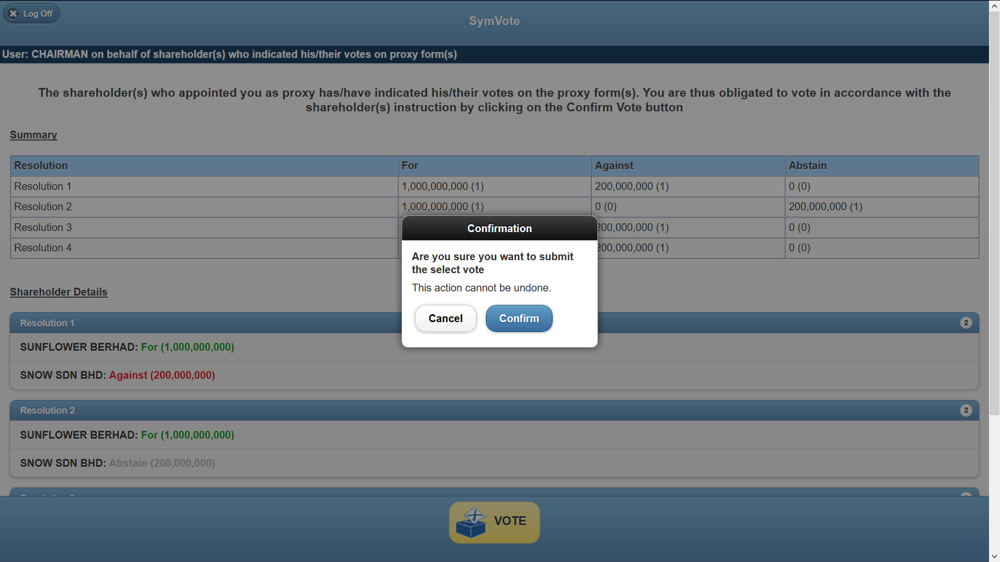 Log Off
SymVote
User: CHAIRMAN on behalf of shareholder(s) who indicated his/their votes on proxy form(s)
The shareholder(s) who appointed you as proxy has/have indicated his/their votes on the proxy form(s). You are thus obligated to vote in accordance with the
shareholder(s) instruction by clicking on the Confirm Vote button
Summary
Resolution For Against Abstain
Resolution 1 1,000,000,000 (1) 200,000,000 (1) 0 (0)
Resolution 2 1,000,000,000 (1) 0 (0) 200,000,000 (1)
Resolution 3 200,000,000 (1) 0 (0)
Resolution 4 200,000,000 (1) 0 (0)
Confirmation
Are you sure you want to submit
the select vote
This action cannot be undone.
Cancel Confirm
Shareholder Details
Resolution 1 2
SUNFLOWER BERHAD: For (1,000,000,000)
SNOW SDN BHD: Against (200,000,000)
Resolution 2 2
SUNFLOWER BERHAD: For (1,000,000,000)
SNOW SDN BHD: Abstain (200,000,000)
VOTE